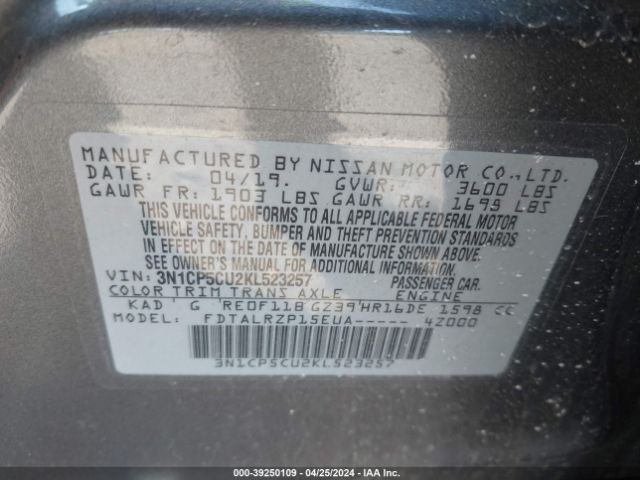 MANUFACTURED BY NISSAN MOTOR CO., LTD.
DATE: 04/19. GVWR: 3600 LBS
GAWR FR: 1903 LBS GAWR RR: 1698 LBS
THIS VEHICLE CONFORMS TO ALL APPLICABLE FEDERAL MOTOR
VEHICLE SAFETY, BUMPER AND THEFT PREVENTION STANDARDS
IN EFFECT ON THE DATE OF MANUFACTURE SHOWN ABOVE.
SEE OWNER'S MANUAL FOR ADDITIONAL INFORMATION.
VIN: 3N1CP5CU2KL523257 PASSENGER CAR.
COLOR TRIM TRANS AXLE ENGINE
KAD G RE0F11B GZ39 HR16DE 1598 CC
MODEL: FDTALRZP15EUA----- 4Z000
3N1CP5CU2KL523257
000-39250109 - 04/25/2024 - IAA, Inc.